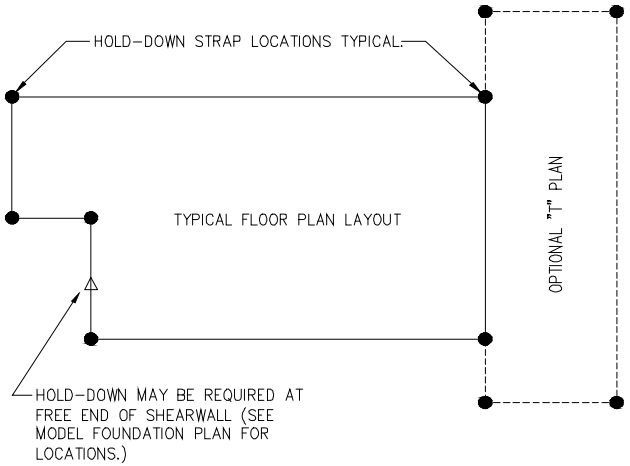 HOLD-DOWN STRAP LOCATIONS TYPICAL.
TYPICAL FLOOR PLAN LAYOUT
OPTIONAL "T" PLAN
HOLD-DOWN MAY BE REQUIRED AT
FREE END OF SHEARWALL (SEE
MODEL FOUNDATION PLAN FOR
LOCATIONS.)